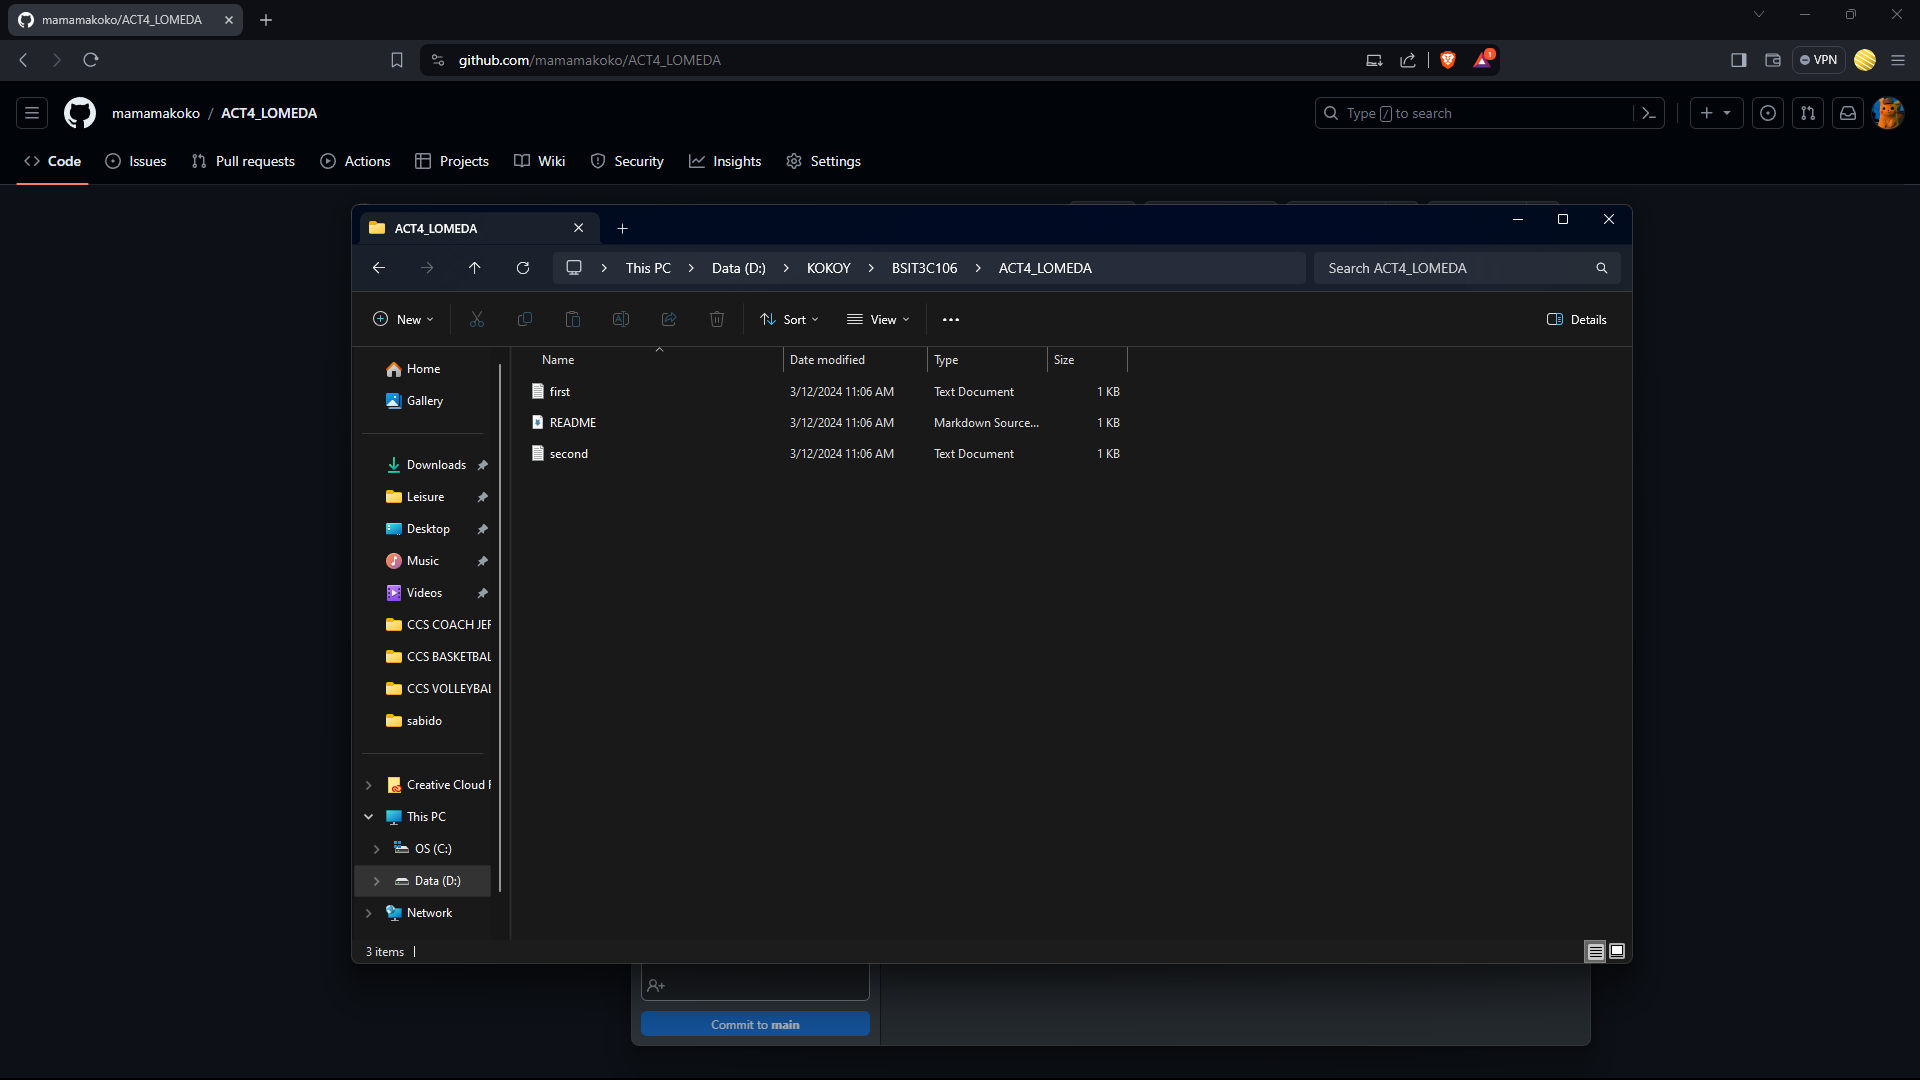 mamamakoko/ACT4_LOMEDA
github.com/mamamakoko/ACT4_LOMEDA
1
VPN
mamamakoko / ACT4_LOMEDA
Type / to search
Code Issues Pull requests Actions Projects Wiki Security Insights Settings
ACT4_LOMEDA
This PC > Data (D:) > KOKOY > BSIT3C106 > ACT4_LOMEDA
Search ACT4_LOMEDA
New Sort View ... Details
Name Date modified Type Size
first 3/12/2024 11:06 AM Text Document 1 KB
README 3/12/2024 11:06 AM Markdown Source... 1 KB
second 3/12/2024 11:06 AM Text Document 1 KB
Home
Gallery
Downloads
Leisure
Desktop
Music
Videos
CCS COACH JEF
CCS BASKETBAL
CCS VOLLEYBAL
sabido
Creative Cloud F
This PC
OS (C:)
Data (D:)
Network
3 items
Commit to main